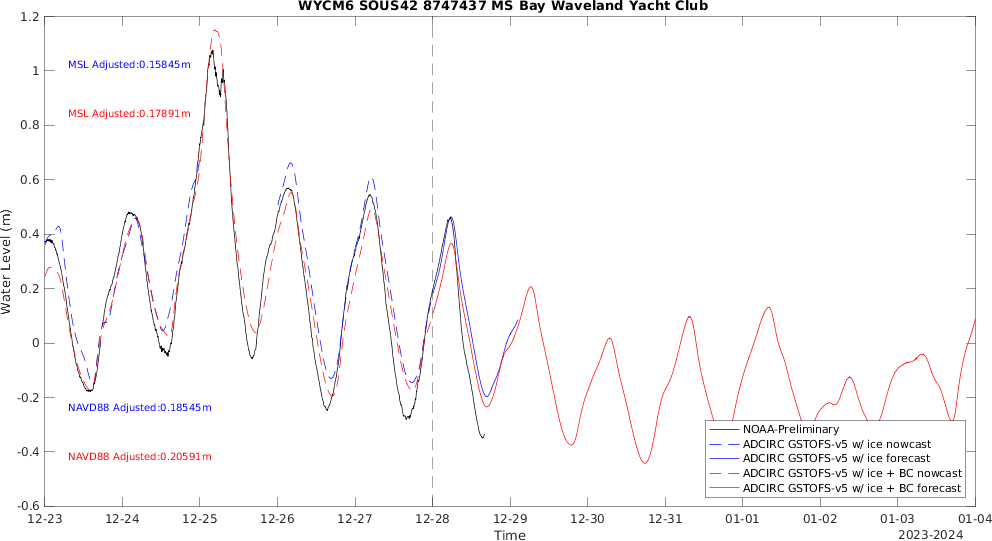 WYCM6 SOUS42 8747437 MS Bay Waveland Yacht Club
1.2
1
0.8
0.6
0.4
0.2
0
-0.2
-0.4
-0.6
Water Level (m)
MSL Adjusted:0.15845m
MSL Adjusted:0.17891m
NAVD88 Adjusted:0.18545m
NAVD88 Adjusted:0.20591m
NOAA-Preliminary
ADCIRC GSTOFS-v5 w/ ice nowcast
ADCIRC GSTOFS-v5 w/ ice forecast
ADCIRC GSTOFS-v5 w/ ice + BC nowcast
ADCIRC GSTOFS-v5 w/ ice + BC forecast
12-23 12-24 12-25 12-26 12-27 12-28 12-29 12-30 12-31 01-01 01-02 01-03 01-04
Time
2023-2024